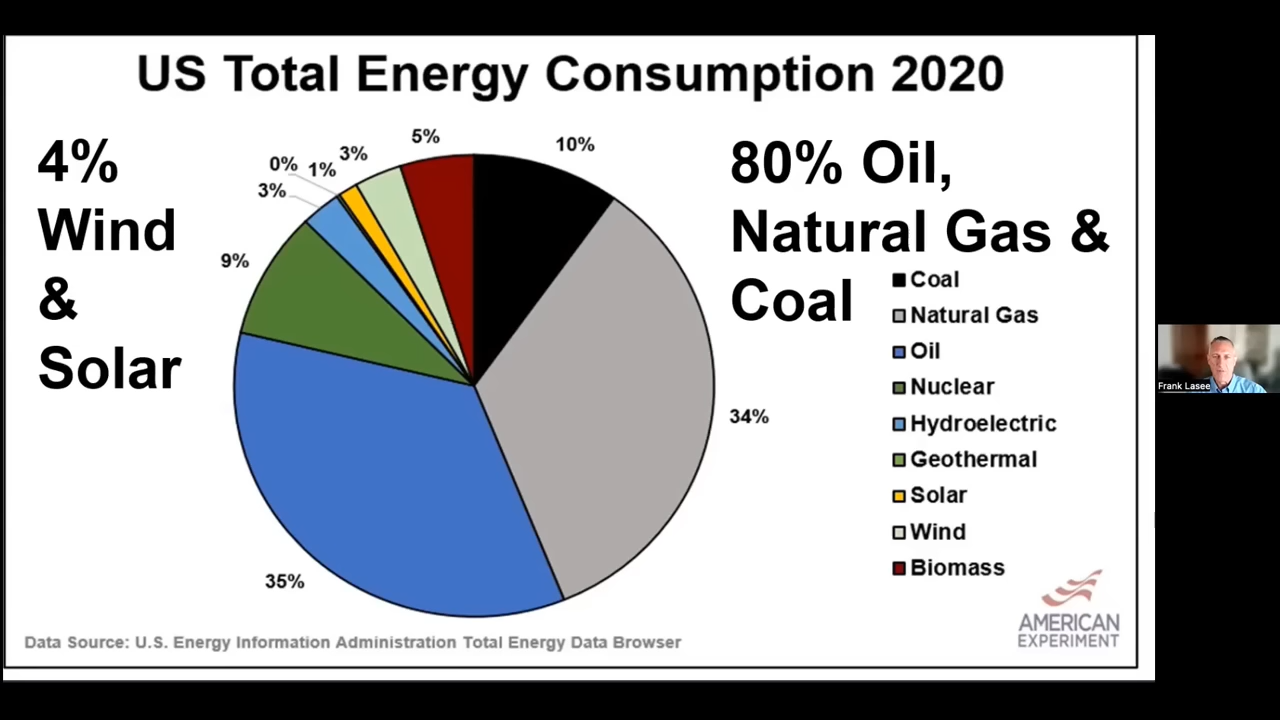 US Total Energy Consumption 2020
4%
Wind
&
Solar
80% Oil,
Natural Gas &
Coal
0%
1%
3%
5%
10%
3%
9%
34%
35%
Coal
Natural Gas
Oil
Nuclear
Hydroelectric
Geothermal
Solar
Wind
Biomass
Data Source: U.S. Energy Information Administration Total Energy Data Browser
AMERICAN
EXPERIMENT
Frank Lasee